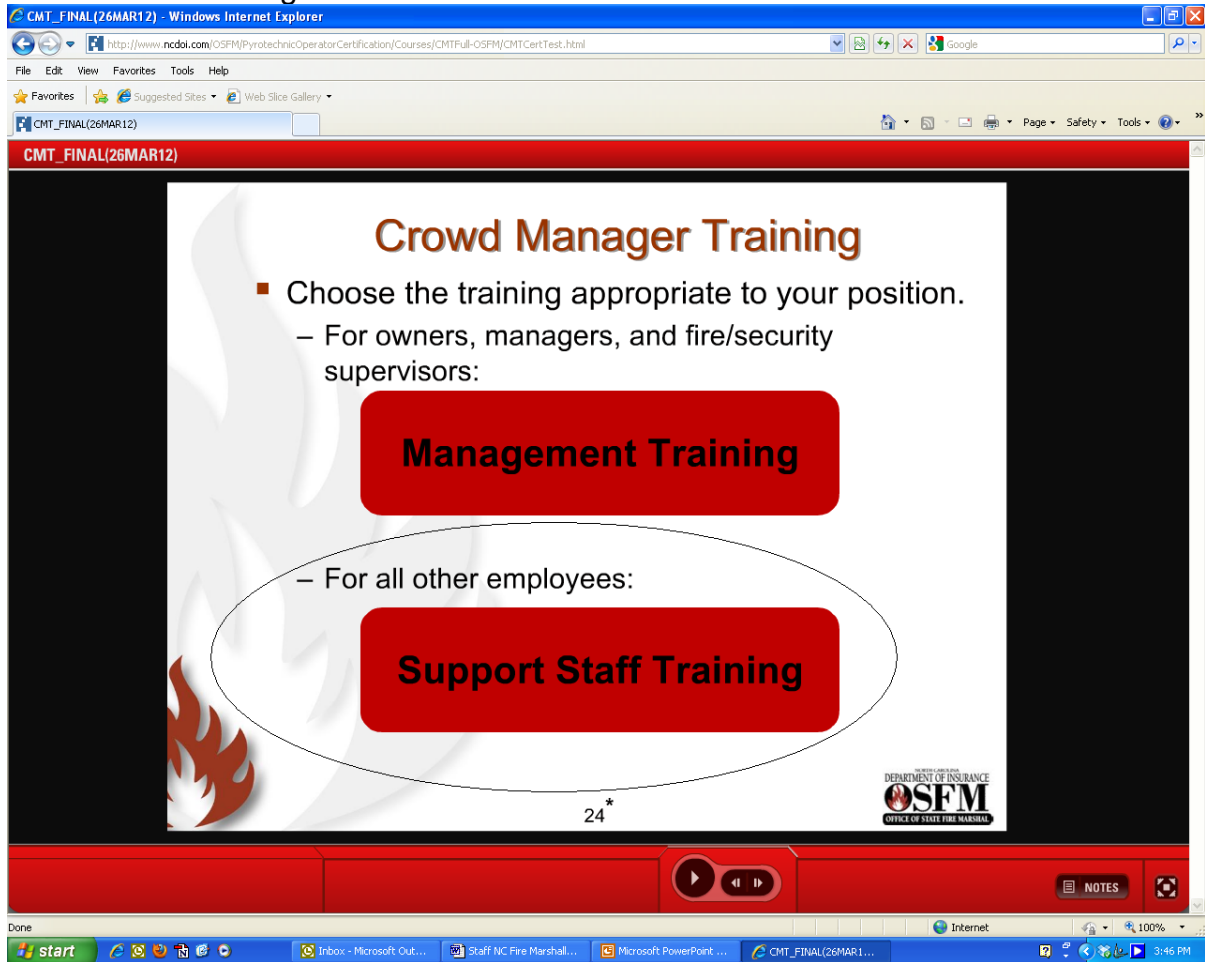 CMT_FINAL(26MAR12) - Windows Internet Explorer
http://www.ncdoi.com/OSFM/PyrotechnicOperatorCertification/Courses/CMTFull-OSFM/CMTCertTest.html
Google
File Edit View Favorites Tools Help
Favorites Suggested Sites Web Slice Gallery
CMT_FINAL(26MAR12) Page Safety Tools »
CMT_FINAL(26MAR12)
Crowd Manager Training
Choose the training appropriate to your position.
– For owners, managers, and fire/security
supervisors:
Management Training
– For all other employees:
Support Staff Training
24*
NORTH CAROLINA
DEPARTMENT OF INSURANCE
OSFM
OFFICE OF STATE FIRE MARSHAL
NOTES
Done Internet 100%
start Inbox - Microsoft Out... Staff NC Fire Marshall... Microsoft PowerPoint ... CMT_FINAL(26MAR1... 3:46 PM